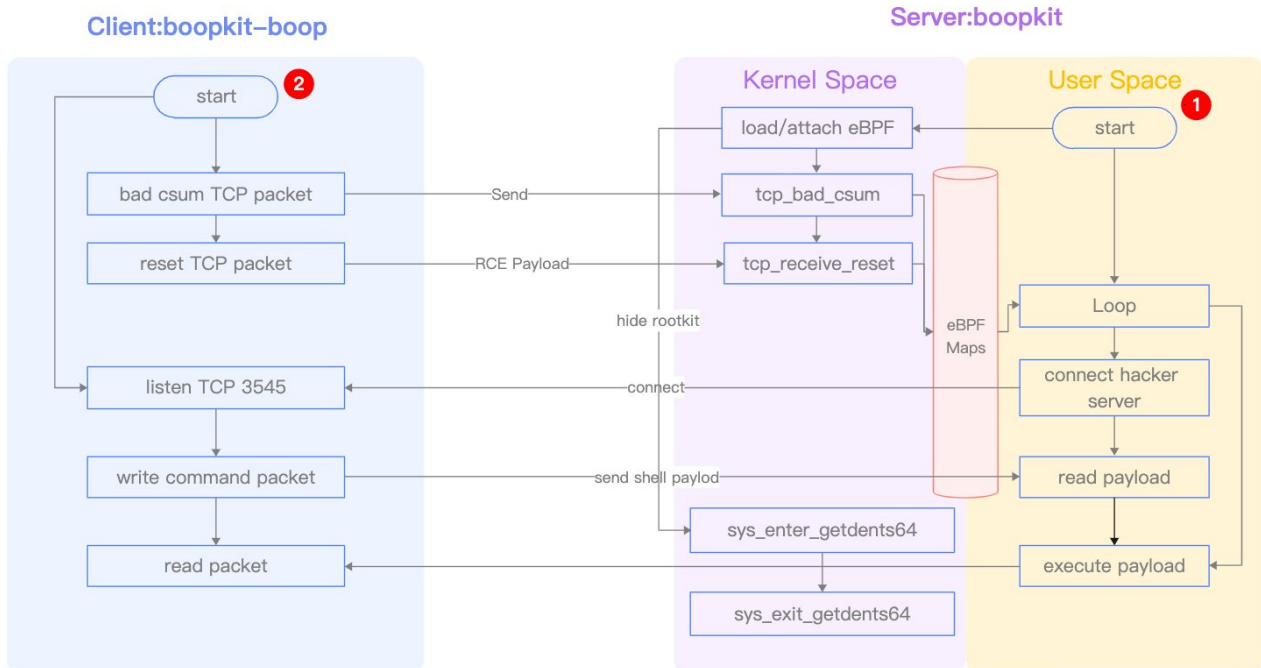 Client:boopkit-boop
Server:boopkit
Kernel Space
User Space
start
2
load/attach eBPF
start
1
bad csum TCP packet
Send
tcp_bad_csum
reset TCP packet
RCE Payload
tcp_receive_reset
Loop
hide rootkit
eBPF
Maps
listen TCP 3545
connect
connect hacker
server
write command packet
send shell paylod
read payload
sys_enter_getdents64
read packet
execute payload
sys_exit_getdents64